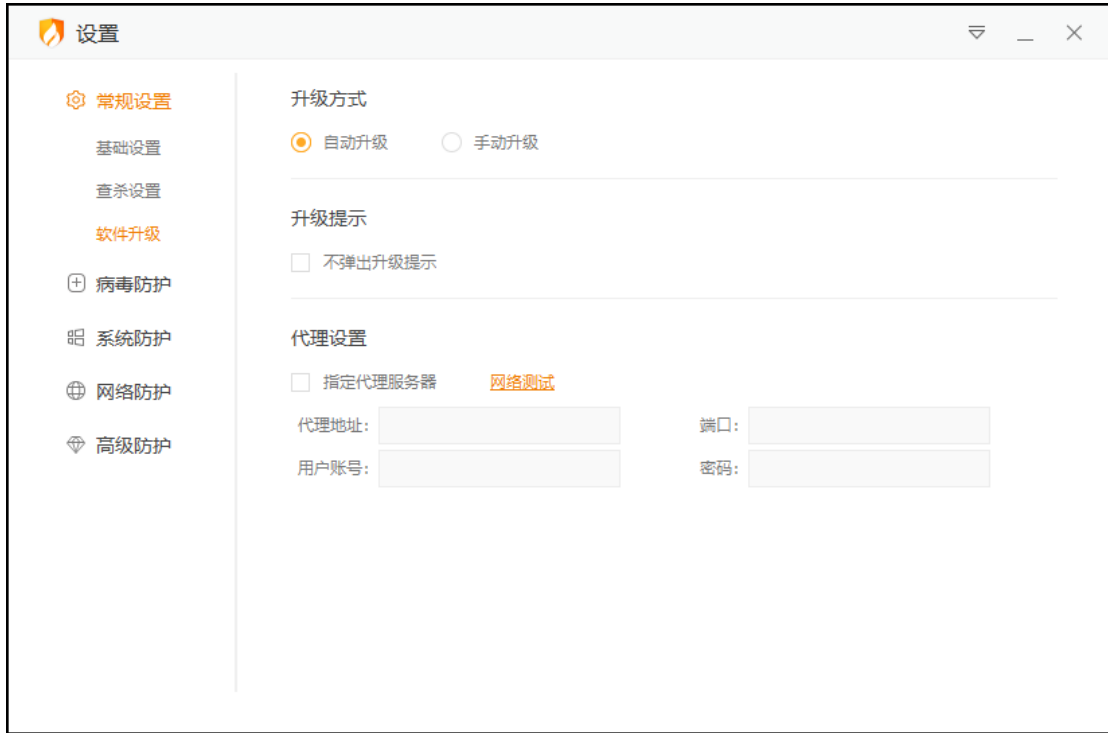 设置
常规设置
基础设置
查杀设置
软件升级
病毒防护
系统防护
网络防护
高级防护
升级方式
自动升级 手动升级
升级提示
不弹出升级提示
代理设置
指定代理服务器 网络测试
代理地址: 端口:
用户账号: 密码: